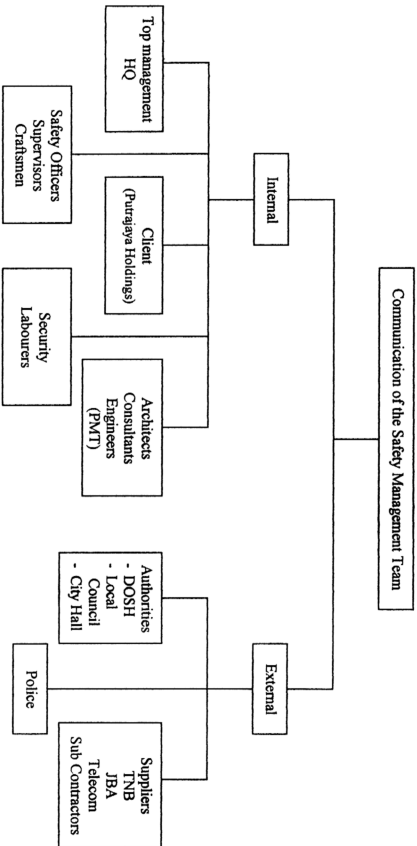 Communication of the Safety Management Team
Internal
External
Top management
HQ
Safety Officers
Supervisors
Craftsmen
Client
(Putrajaya Holdings)
Security
Labourers
Architects
Consultants
Engineers
(PMT)
Authorities
- DOSH
- Local
Council
- City Hall
Police
Suppliers
TNB
JBA
Telecom
Sub Contractors